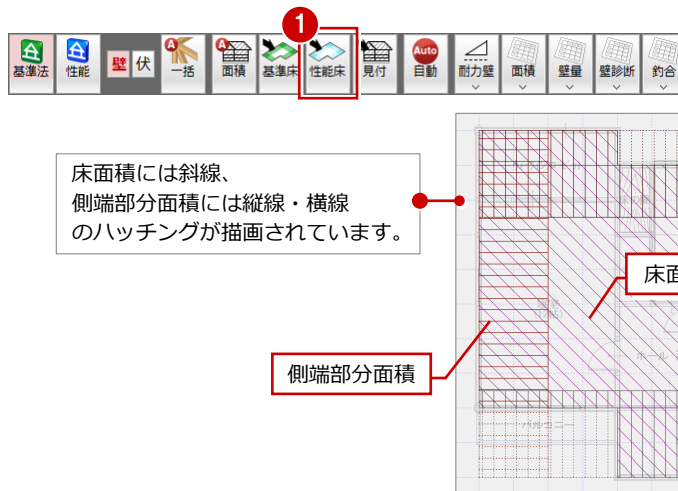 1
A
A
Auto
基準法
性能
壁
伏
一括
面積
基準床
性能床
見付
自動
耐力壁
面積
壁量
壁診断
釣合
床面積には斜線、
側端部分面積には縦線・横線
のハッチングが描画されています。
床面
側端部分面積
ホール
バルコニー